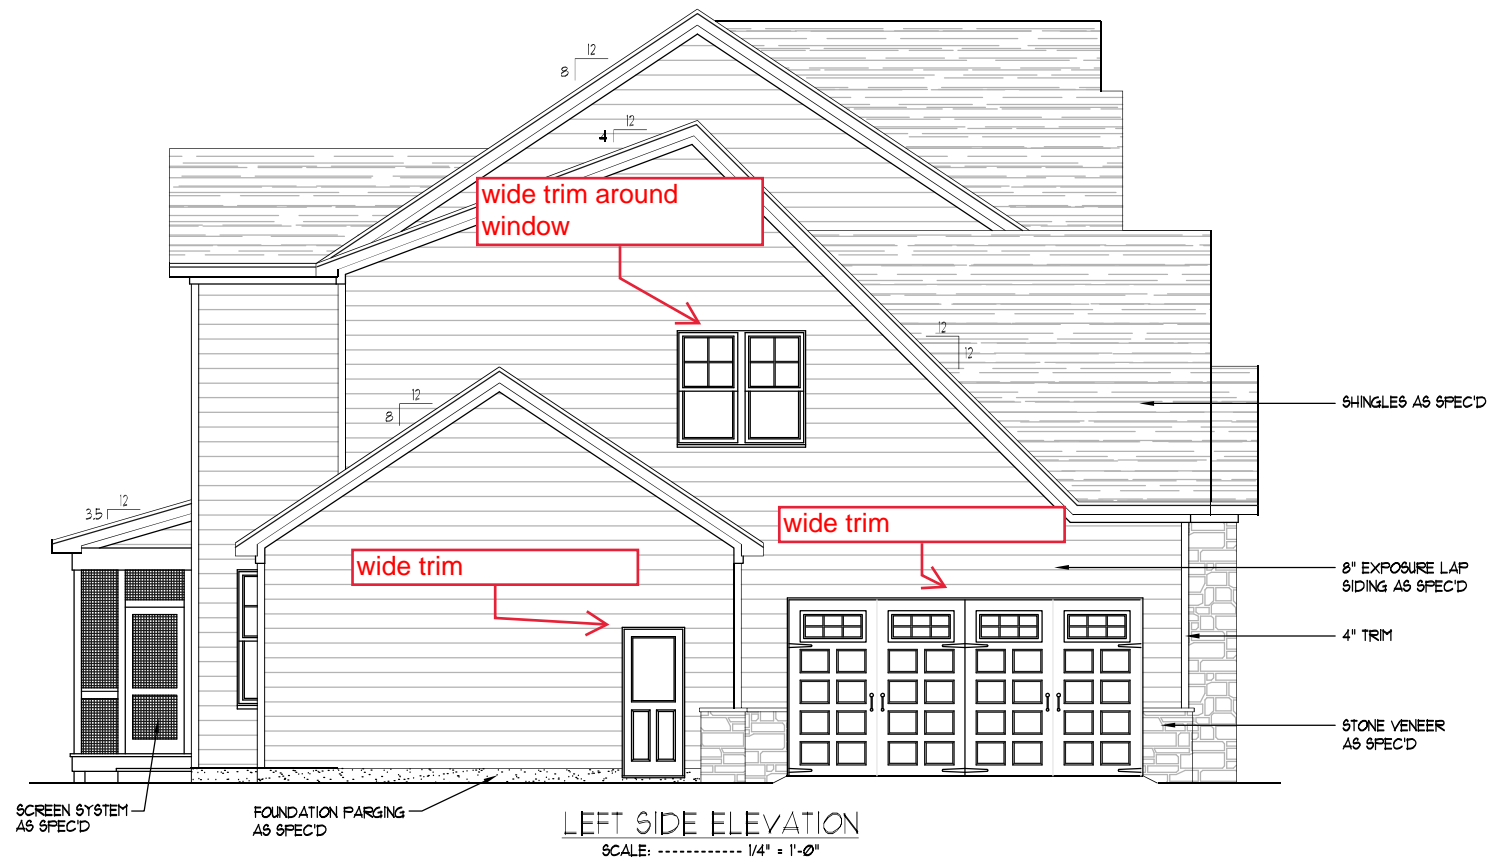 12
8
12
4
wide trim around
window
12
12
12
8
SHINGLES AS SPEC'D
12
3.5
wide trim
wide trim
8" EXPOSURE LAP
SIDING AS SPEC'D
4" TRIM
STONE VENEER
AS SPEC'D
SCREEN SYSTEM
AS SPEC'D
FOUNDATION PARGING
AS SPEC'D
LEFT SIDE ELEVATION
SCALE: ------------ 1/4" = 1'-0"